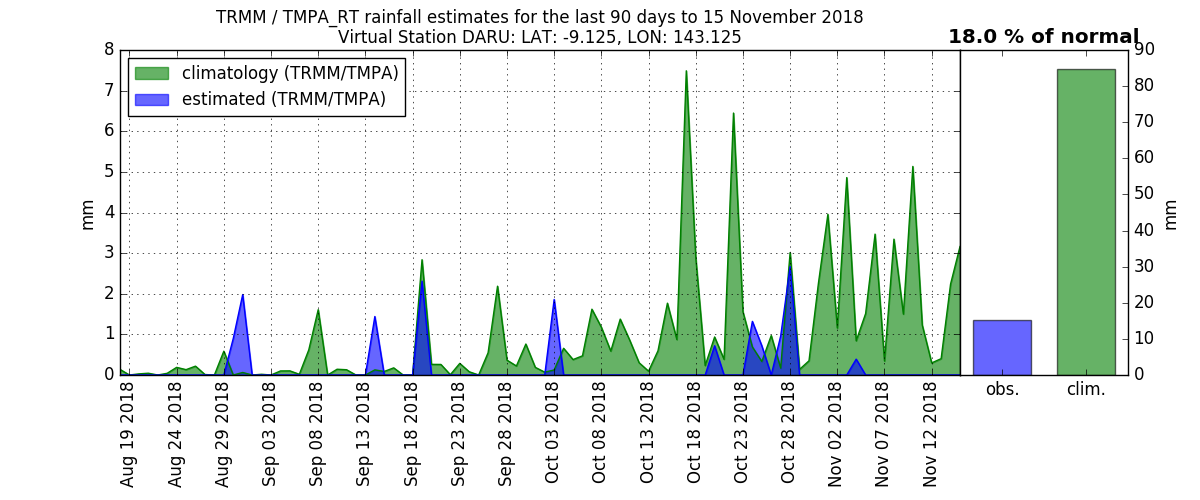 TRMM / TMPA_RT rainfall estimates for the last 90 days to 15 November 2018
Virtual Station DARU: LAT: -9.125, LON: 143.125
18.0 % of normal
climatology (TRMM/TMPA)
estimated (TRMM/TMPA)
mm
8
7
6
5
4
3
2
1
0
Aug 19 2018
Aug 24 2018
Aug 29 2018
Sep 03 2018
Sep 08 2018
Sep 13 2018
Sep 18 2018
Sep 23 2018
Sep 28 2018
Oct 03 2018
Oct 08 2018
Oct 13 2018
Oct 18 2018
Oct 23 2018
Oct 28 2018
Nov 02 2018
Nov 07 2018
Nov 12 2018
90
80
70
60
50
40
30
20
10
0
mm
obs.
clim.